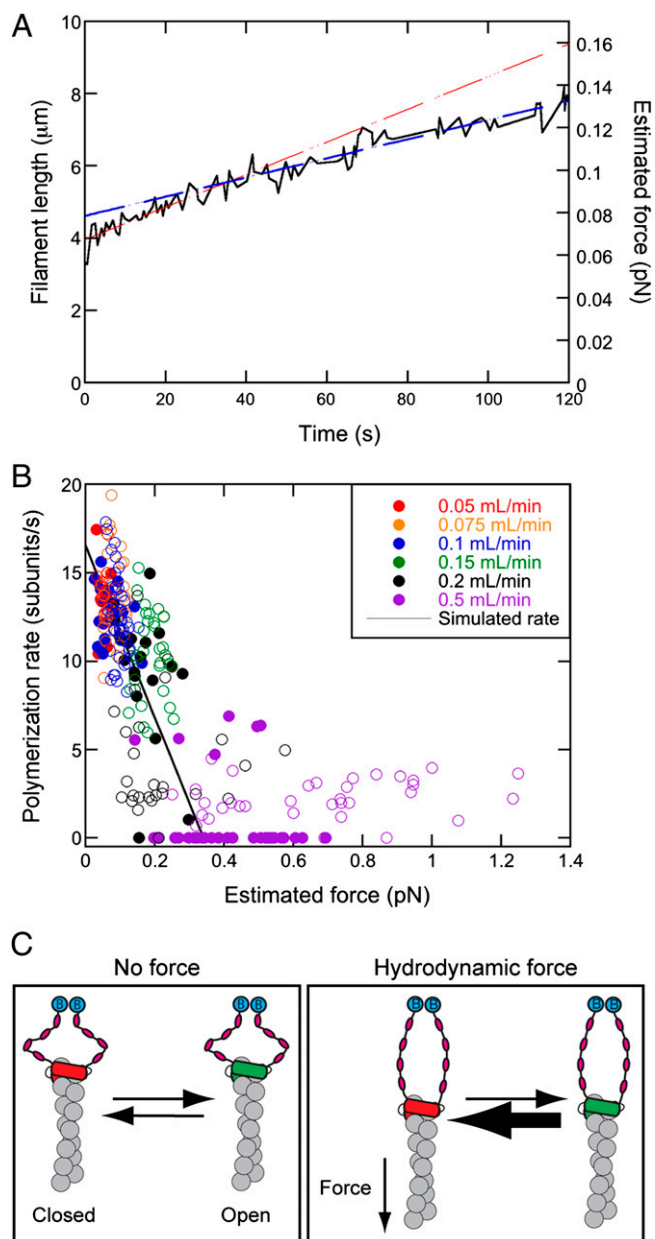 A
Filament length (μm)
10
8
6
4
2
0
0 20 40 60 80 100 120
Time (s)
0.16
0.14
0.12
0.1
0.08
0.06
0.04
0.02
0
Estimated force (pN)
B
Polymerization rate (subunits/s)
20
15
10
5
0
0 0.2 0.4 0.6 0.8 1 1.2 1.4
Estimated force (pN)
0.05 mL/min
0.075 mL/min
0.1 mL/min
0.15 mL/min
0.2 mL/min
0.5 mL/min
Simulated rate
C
No force
B B
B B
Closed
Open
Hydrodynamic force
B B
B B
Force